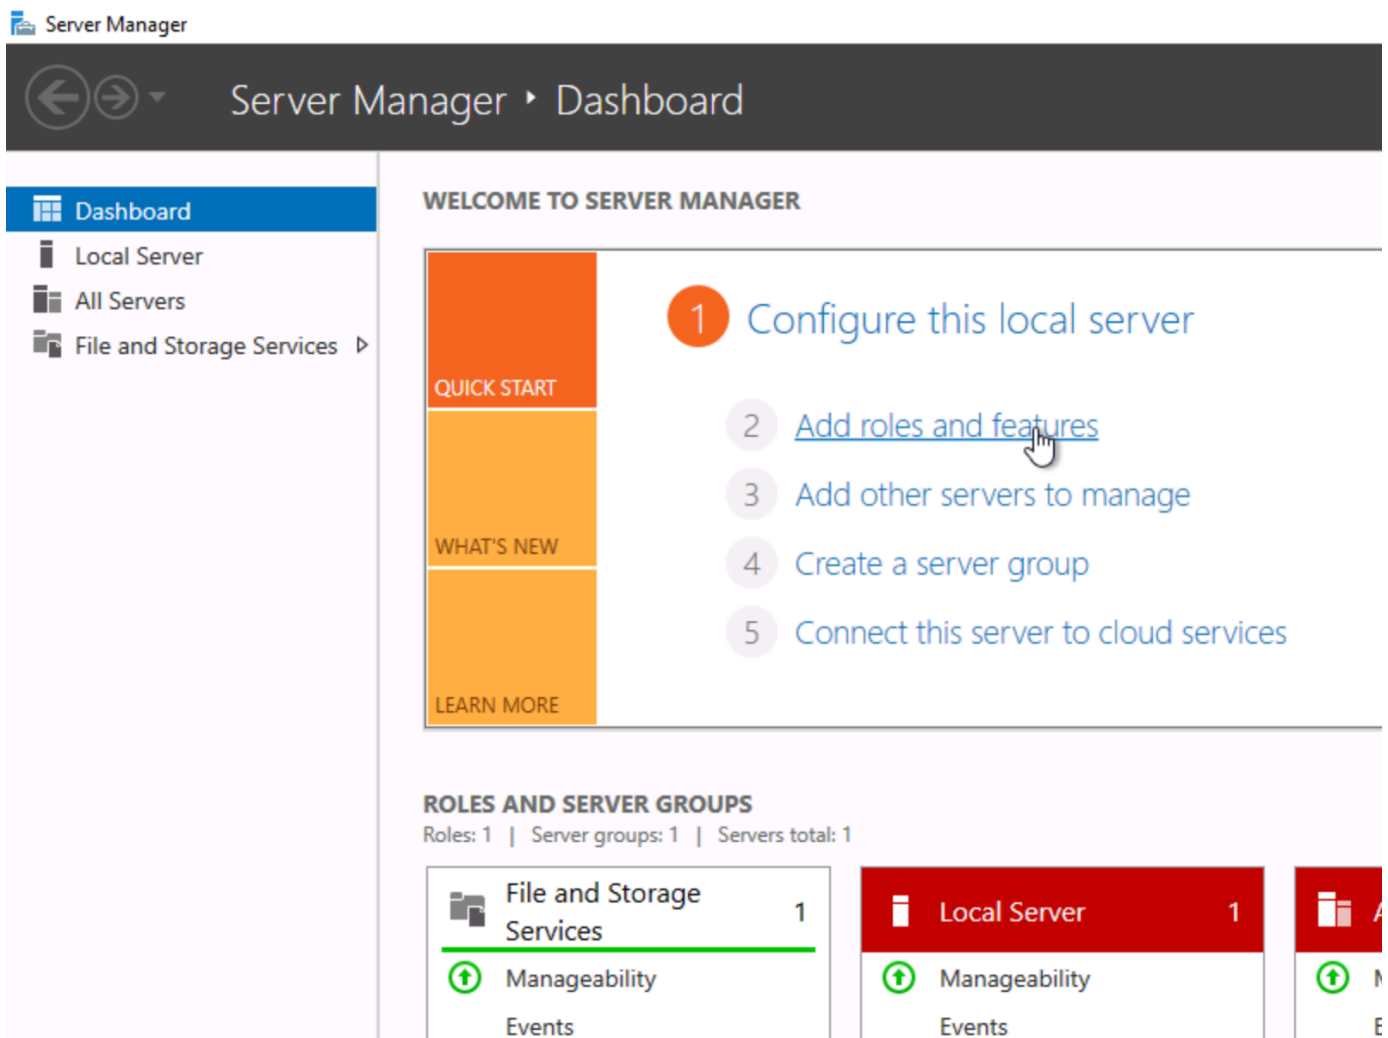 Server Manager
Server Manager ‣ Dashboard
Dashboard
Local Server
All Servers
File and Storage Services
WELCOME TO SERVER MANAGER
QUICK START
WHAT'S NEW
LEARN MORE
1 Configure this local server
2 Add roles and features
3 Add other servers to manage
4 Create a server group
5 Connect this server to cloud services
ROLES AND SERVER GROUPS
Roles: 1 | Server groups: 1 | Servers total: 1
File and Storage
Services 1
Manageability
Events
Local Server 1
Manageability
Events